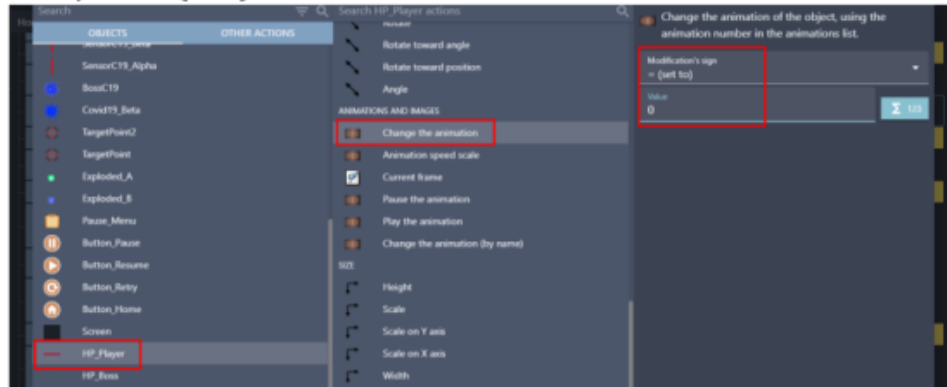 Search
OBJECTS
OTHER ACTIONS
SensorC19_Beta
SensorC19_Alpha
BossC19
Covid19_Beta
TargetPoint2
TargetPoint
Exploded_A
Exploded_B
Pause_Menu
Button_Pause
Button_Resume
Button_Retry
Button_Home
Screen
HP_Player
HP_Boss
Search HP_Player actions
Rotate
Rotate toward angle
Rotate toward position
Angle
ANIMATIONS AND IMAGES
Change the animation
Animation speed scale
Current frame
Pause the animation
Play the animation
Change the animation (by name)
SIZE
Height
Scale
Scale on Y axis
Scale on X axis
Width
Change the animation of the object, using the
animation number in the animations list.
Modification's sign
= (set to)
Value
0
Σ 123